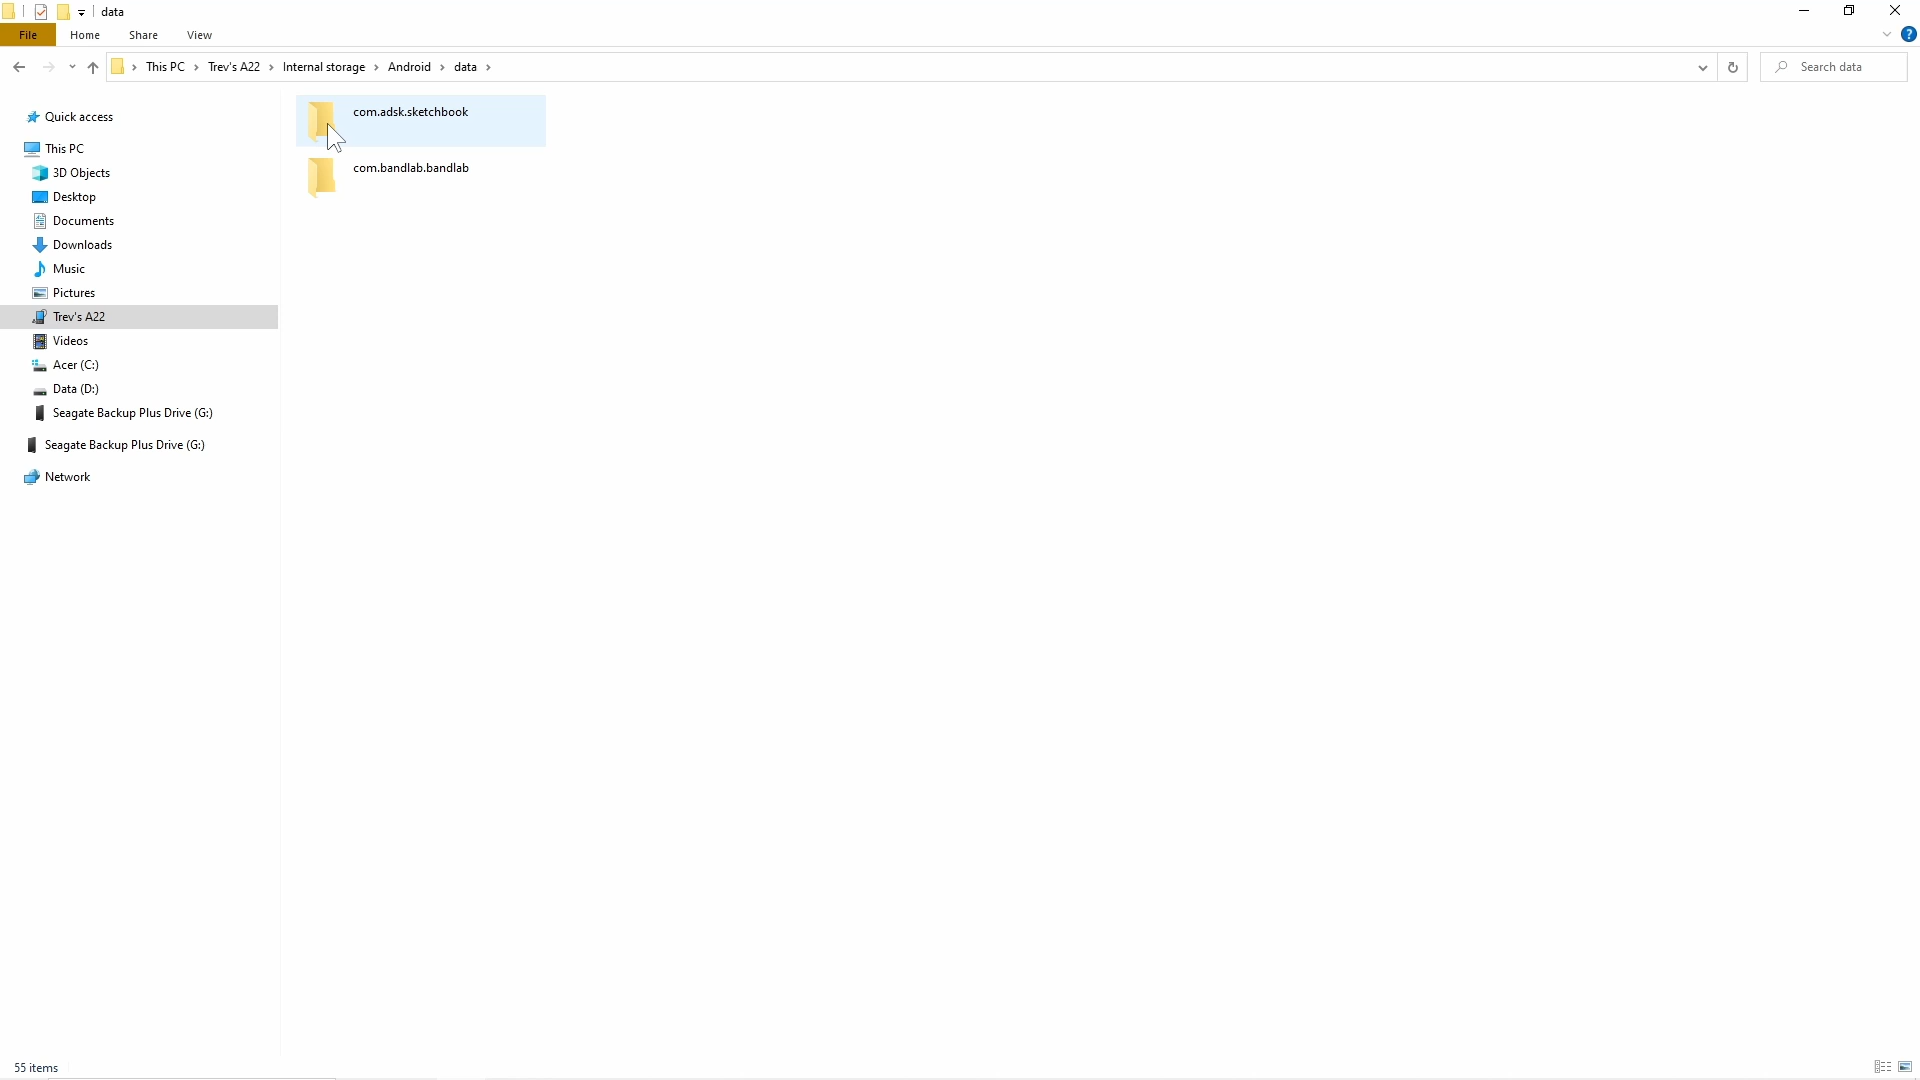 data
File Home Share View
This PC Trev's A22 Internal storage Android data
Search data
Quick access
This PC
3D Objects
Desktop
Documents
Downloads
Music
Pictures
Trev's A22
Videos
Acer (C:)
Data (D:)
Seagate Backup Plus Drive (G:)
Seagate Backup Plus Drive (G:)
Network
com.adsk.sketchbook
com.bandlab.bandlab
55 items